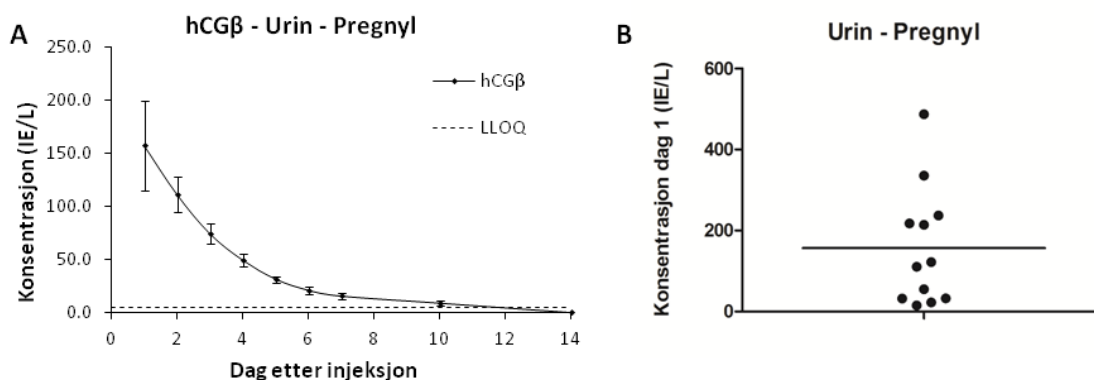 A
hCGβ - Urin - Pregnyl
Konsentrasjon (IE/L)
250.0
200.0
150.0
100.0
50.0
0.0
0 2 4 6 8 10 12 14
Dag etter injeksjon
hCGβ
LLOQ
B
Urin - Pregnyl
Konsentrasjon dag 1 (IE/L)
600
400
200
0